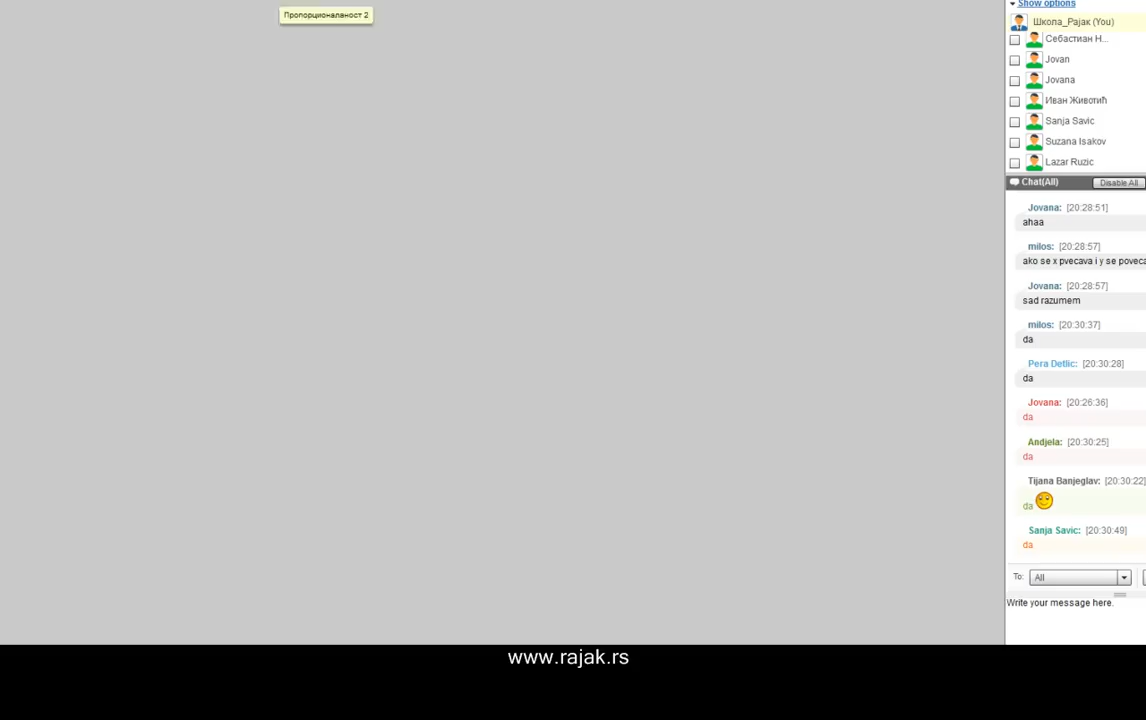 Пропорционаланост 2
Show options
Школа_Рајак (You)
Себастиан Н...
Jovan
Jovana
Иван Животић
Sanja Savic
Suzana Isakov
Lazar Ruzic
Chat(All) Disable All
Jovana: [20:28:51]
ahaa
milos: [20:28:57]
ako se x pvecava i y se poveca
Jovana: [20:28:57]
sad razumem
milos: [20:30:37]
da
Pera Detlic: [20:30:28]
da
Jovana: [20:26:36]
da
Andjela: [20:30:25]
da
Tijana Banjeglav: [20:30:22]
da
Sanja Savic: [20:30:49]
da
To: All
Write your message here.
www.rajak.rs